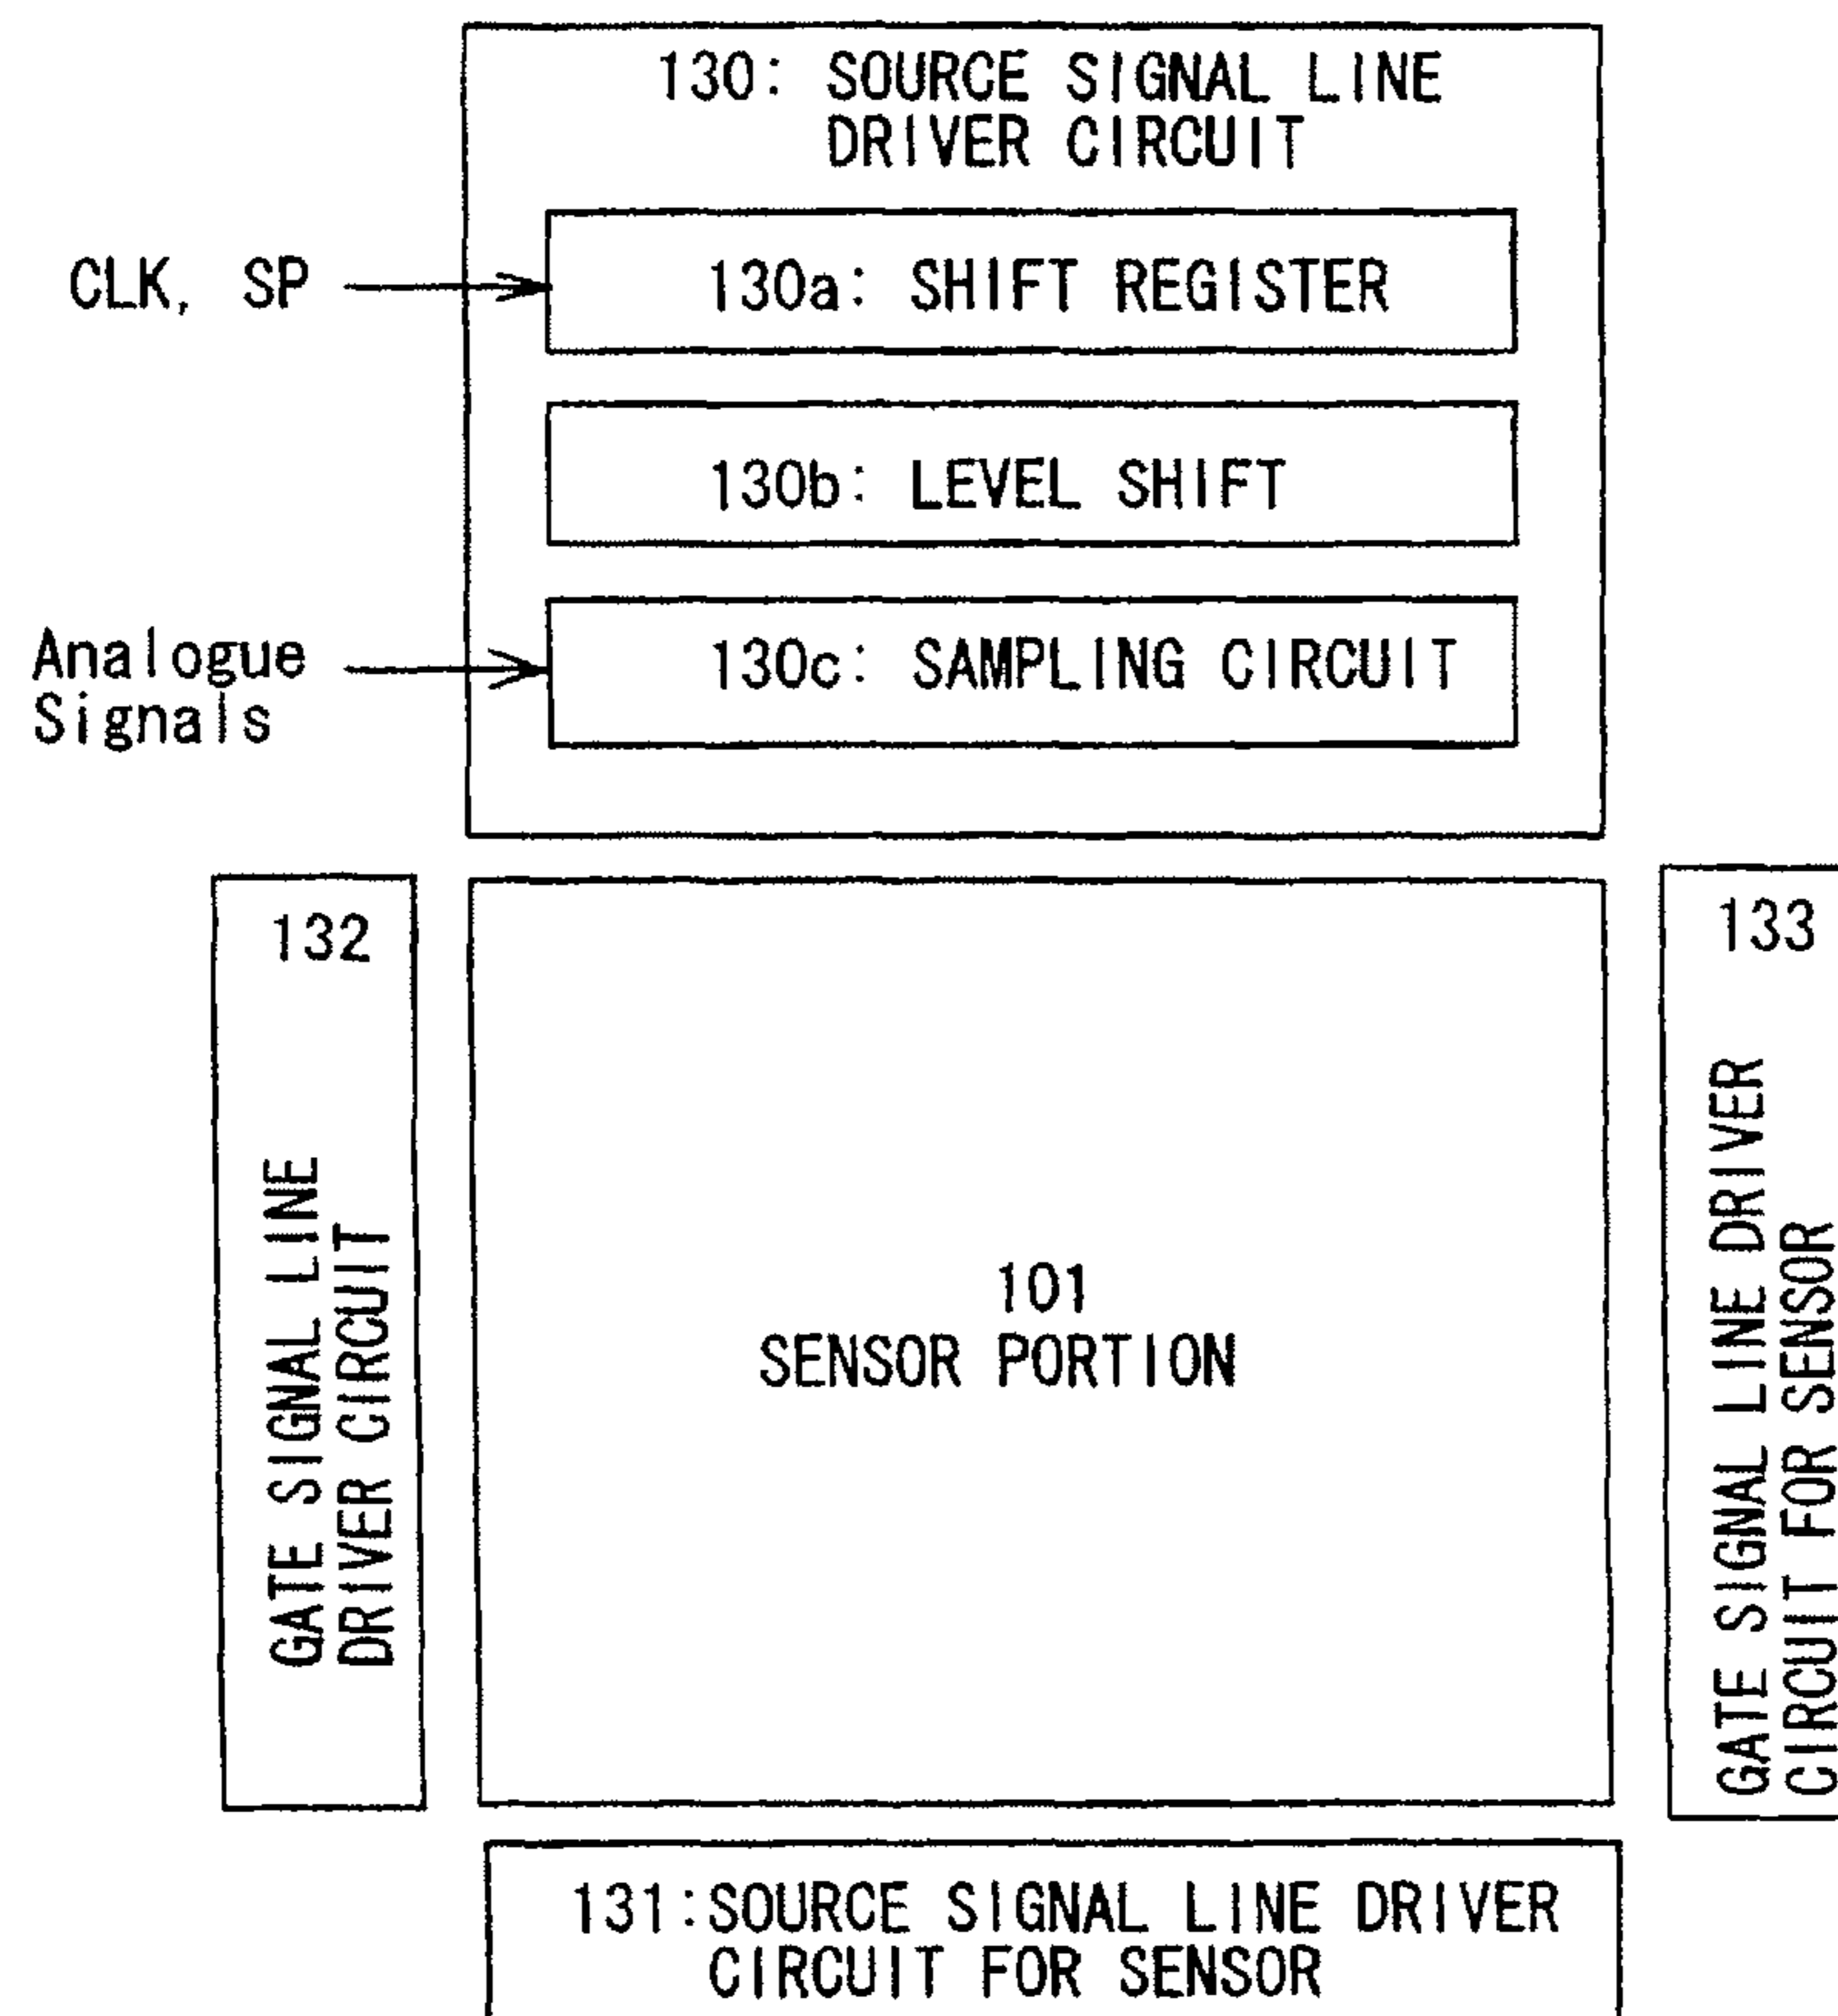 130: SOURCE SIGNAL LINE
DRIVER CIRCUIT
CLK, SP
130a: SHIFT REGISTER
130b: LEVEL SHIFT
Analogue
Signals
130c: SAMPLING CIRCUIT
132
GATE SIGNAL LINE
DRIVER CIRCUIT
101
SENSOR PORTION
133
GATE SIGNAL LINE DRIVER
CIRCUIT FOR SENSOR
131:SOURCE SIGNAL LINE DRIVER
CIRCUIT FOR SENSOR